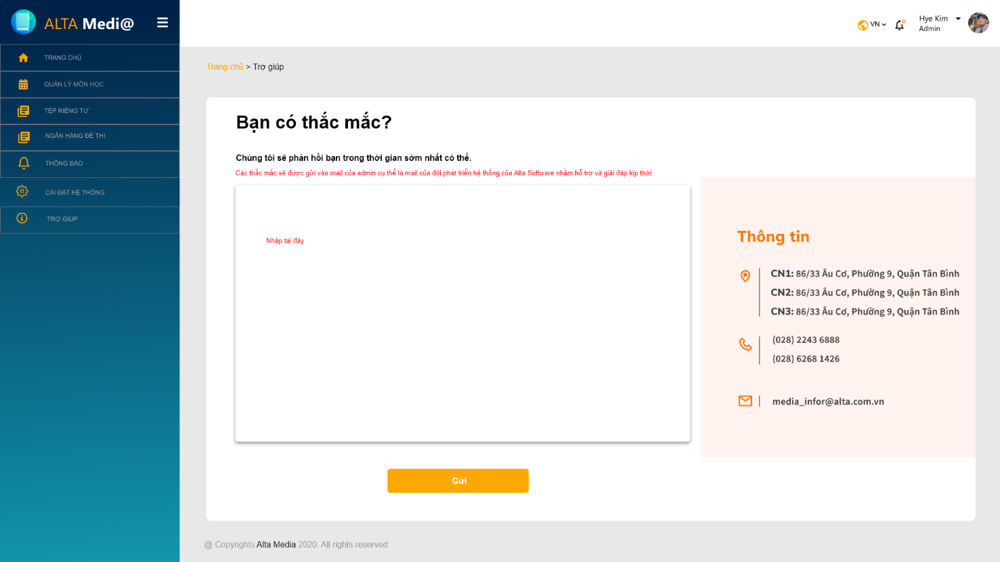 ALTA Medi@
TRANG CHỦ
QUẢN LÝ MÔN HỌC
TỆP RIÊNG TƯ
NGÂN HÀNG ĐỀ THI
THÔNG BÁO
CÀI ĐẶT HỆ THỐNG
TRỢ GIÚP
VN
Hye Kim
Admin
Trang chủ > Trợ giúp
Bạn có thắc mắc?
Chúng tôi sẽ phản hồi bạn trong thời gian sớm nhất có thể.
Các thắc mắc sẽ được gửi vào mail của admin cụ thể là mail của đội phát triển hệ thống của Alta Software nhằm hỗ trợ và giải đáp kịp thời
Nhập tại đây
Gửi
Thông tin
CN1: 86/33 Âu Cơ, Phường 9, Quận Tân Bình
CN2: 86/33 Âu Cơ, Phường 9, Quận Tân Bình
CN3: 86/33 Âu Cơ, Phường 9, Quận Tân Bình
(028) 2243 6888
(028) 6268 1426
media_infor@alta.com.vn
@ Copyrights Alta Media 2020. All rights reserved